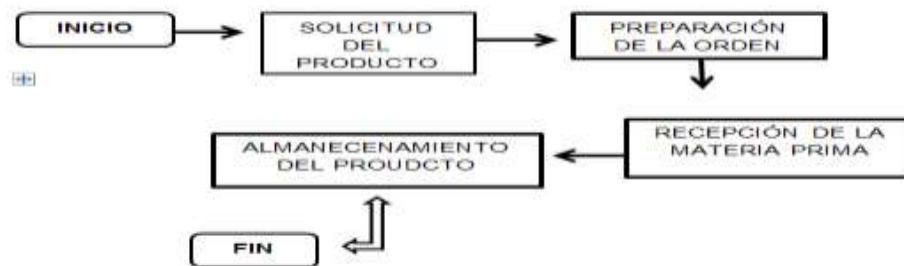 INICIO
SOLICITUD
DEL
PRODUCTO
PREPARACIÓN
DE LA ORDEN
RECEPCIÓN DE LA
MATERIA PRIMA
ALMANECENAMIENTO
DEL PROUDCTO
FIN